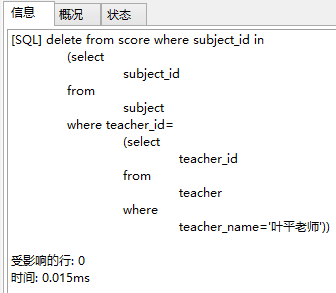 信息 概况 状态
[SQL] delete from score where subject_id in
(select
subject_id
from
subject
where teacher_id=
(select
teacher_id
from
teacher
where
teacher_name='叶平老师'))
受影响的行: 0
时间: 0.015ms